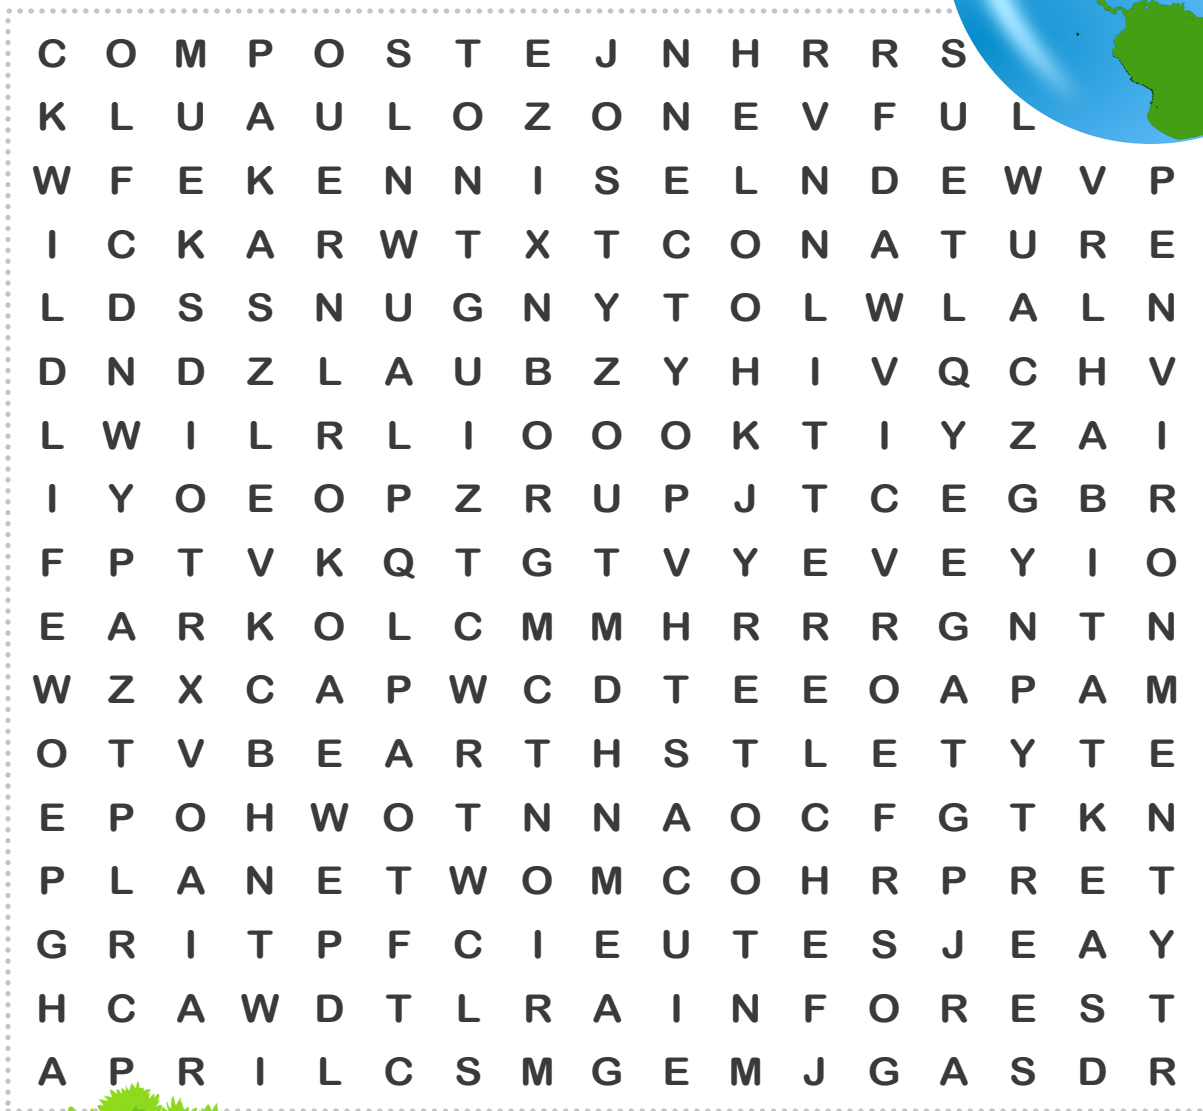 C O M P O S T E J N H R R S
K L U A U L O Z O N E V F U L
W F E K E N N I S E L N D E W V P
I C K A R W T X T C O N A T U R E
L D S S N U G N Y T O L W L A L N
D N D Z L A U B Z Y H I V Q C H V
L W I L R L I O O O K T I Y Z A I
I Y O E O P Z R U P J T C E G B R
F P T V K Q T G T V Y E V E Y I O
E A R K O L C M M H R R R G N T N
W Z X C A P W C D T E E O A P A M
O T V B E A R T H S T L E T Y T E
E P O H W O T N N A O C F G T K N
P L A N E T W O M C O H R P R E T
G R I T P F C I E U T E S J E A Y
H C A W D T L R A I N F O R E S T
A P R I L C S M G E M J G A S D R